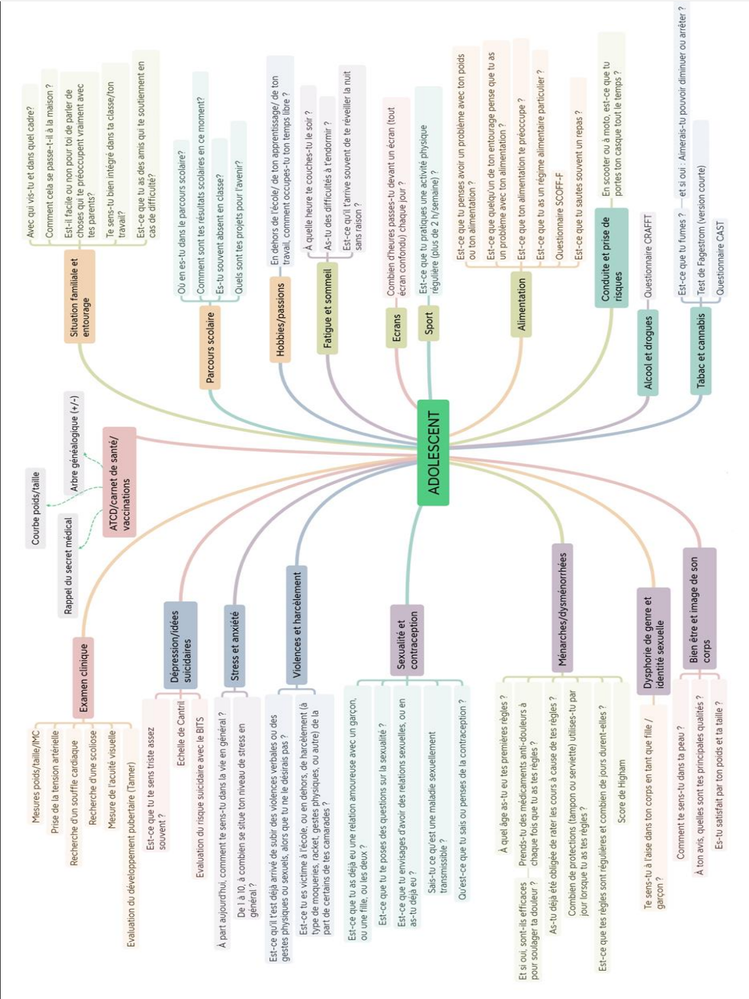 ADOLESCENT
ATCD/carnet de santé/
vaccinations
Rappel du secret médical
Courbe poids/taille
Arbre généalogique (+/-)
Situation familiale et
entourage
Avec qui vis-tu et dans quel cadre?
Comment cela se passe-t-il à la maison ?
Est-il facile ou non pour toi de parler de
choses qui te préoccupent vraiment avec
tes parents?
Te sens-tu bien intégré dans ta classe/ton
travail?
Est-ce que tu as des amis qui te soutiennent en
cas de difficulté?
Parcours scolaire
Où en es-tu dans le parcours scolaire?
Comment sont tes résultats scolaires en ce moment?
Es-tu souvent absent en classe?
Quels sont tes projets pour l'avenir?
Hobbies/passions
En dehors de l'école/ de ton apprentissage/ de ton
travail, comment occupes-tu ton temps libre ?
Fatigue et sommeil
À quelle heure te couches-tu le soir ?
As-tu des difficultés à t'endormir ?
Est-ce qu'il t'arrive souvent de te réveiller la nuit
sans raison ?
Ecrans
Combien d'heures passes-tu devant un écran (tout
écran confondu) chaque jour ?
Sport
Est-ce que tu pratiques une activité physique
régulière (plus de 2 h/semaine) ?
Alimentation
Est-ce que tu penses avoir un problème avec ton poids
ou ton alimentation ?
Est-ce que quelqu'un de ton entourage pense que tu as
un problème avec ton alimentation ?
Est-ce que ton alimentation te préoccupe ?
Est-ce que tu as un régime alimentaire particulier ?
Questionnaire SCOFF-F
Est-ce que tu sautes souvent un repas ?
Conduite et prise de
risques
En scooter ou à moto, est-ce que tu
portes ton casque tout le temps ?
Alcool et drogues
Questionnaire CRAFFT
Tabac et cannabis
Est-ce que tu fumes ?
et si oui : Aimerais-tu pouvoir diminuer ou arrêter ?
Test de Fagestrom (version courte)
Questionnaire CAST
Examen clinique
Mesures poids/taille/IMC
Prise de la tension artérielle
Recherche d'un souffle cardiaque
Recherche d'une scoliose
Mesure de l'acuité visuelle
Evaluation du développement pubertaire (Tanner)
Dépression/idées
suicidaires
Est-ce que tu te sens triste assez
souvent ?
Echelle de Cantril
Evaluation du risque suicidaire avec le BITS
Stress et anxiété
À part aujourd'hui, comment te sens-tu dans la vie en général ?
De 1 à 10, à combien se situe ton niveau de stress en
général ?
Violences et harcèlement
Est-ce qu'il t'est déjà arrivé de subir des violences verbales ou des
gestes physiques ou sexuels, alors que tu ne le désirais pas ?
Est-ce tu es victime à l'école, ou en dehors, de harcèlement (à
type de moqueries, racket, gestes physiques, ou autre) de la
part de certains de tes camarades ?
Sexualité et
contraception
Est-ce que tu as déjà eu une relation amoureuse avec un garçon,
ou une fille, ou les deux ?
Est-ce que tu te poses des questions sur la sexualité ?
Est-ce que tu envisages d'avoir des relations sexuelles, ou en
as-tu déjà eu ?
Sais-tu ce qu'est une maladie sexuellement
transmissible ?
Qu'est-ce que tu sais ou penses de la contraception ?
Ménarches/dysménorrhées
À quel âge as-tu eu tes premières règles ?
Prends-tu des médicaments anti-douleurs à
chaque fois que tu as tes règles ?
Et si oui, sont-ils efficaces
pour soulager ta douleur ?
As-tu déjà été obligée de rater les cours à cause de tes règles ?
Combien de protections (tampon ou serviette) utilises-tu par
jour lorsque tu as tes règles ?
Est-ce que tes règles sont régulières et combien de jours durent-elles ?
Score de Higham
Dysphorie de genre et
identité sexuelle
Te sens-tu à l'aise dans ton corps en tant que fille /
garçon ?
Bien être et image de son
corps
Comment te sens-tu dans ta peau ?
À ton avis, quelles sont tes principales qualités ?
Es-tu satisfait par ton poids et ta taille ?